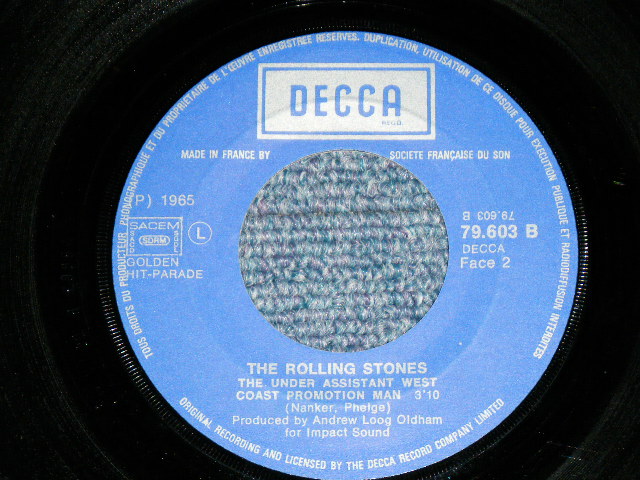 TOUS DROITS DU PRODUCTEUR PHONOGRAPHIQUE ET DU PROPRIETAIRE DE L'ŒUVRE ENREGISTREE RESERVES. DUPLICATION, UTILISATION DE CE DISQUE POUR EXECUTION PUBLIQUE ET RADIODIFFUSION INTERDITES
DECCA
MADE IN FRANCE BY
SOCIETE FRANÇAISE DU SON
(P) 1965
SACEM
SDRM
L
GOLDEN
HIT-PARADE
79.603 B
79.603 B
DECCA
Face 2
THE ROLLING STONES
THE UNDER ASSISTANT WEST
COAST PROMOTION MAN 3'10
(Nanker, Phelge)
Produced by Andrew Loog Oldham
for Impact Sound
ORIGINAL RECORDING AND LICENSED BY THE DECCA RECORD COMPANY LIMITED